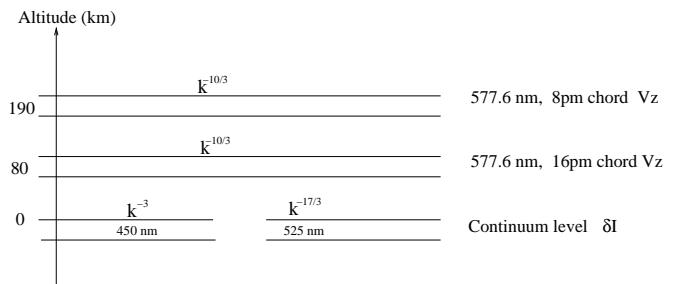 Altitude (km)
k^-10/3
190
577.6 nm, 8pm chord Vz
k^-10/3
80
577.6 nm, 16pm chord Vz
k^-3
k^-17/3
0
450 nm
525 nm
Continuum level δI